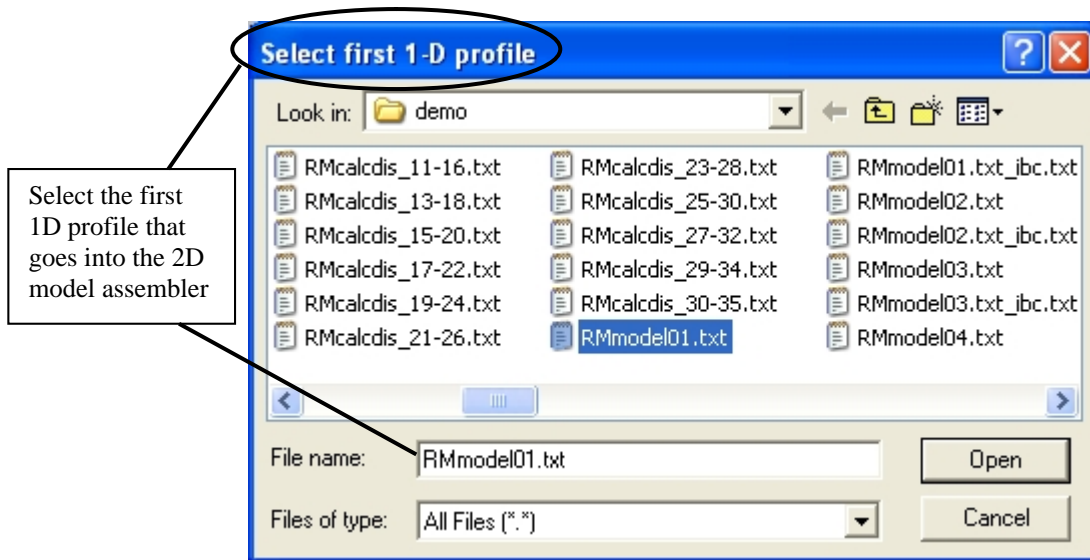 Select first 1-D profile
Look in: demo
RMcalcdis_11-16.txt
RMcalcdis_13-18.txt
RMcalcdis_15-20.txt
RMcalcdis_17-22.txt
RMcalcdis_19-24.txt
RMcalcdis_21-26.txt
RMcalcdis_23-28.txt
RMcalcdis_25-30.txt
RMcalcdis_27-32.txt
RMcalcdis_29-34.txt
RMcalcdis_30-35.txt
RMmodel01.txt
RMmodel01.txt_ibc.txt
RMmodel02.txt
RMmodel02.txt_ibc.txt
RMmodel03.txt
RMmodel03.txt_ibc.txt
RMmodel04.txt
Select the first
1D profile that
goes into the 2D
model assembler
File name: RMmodel01.txt
Open
Files of type: All Files (*.*)
Cancel